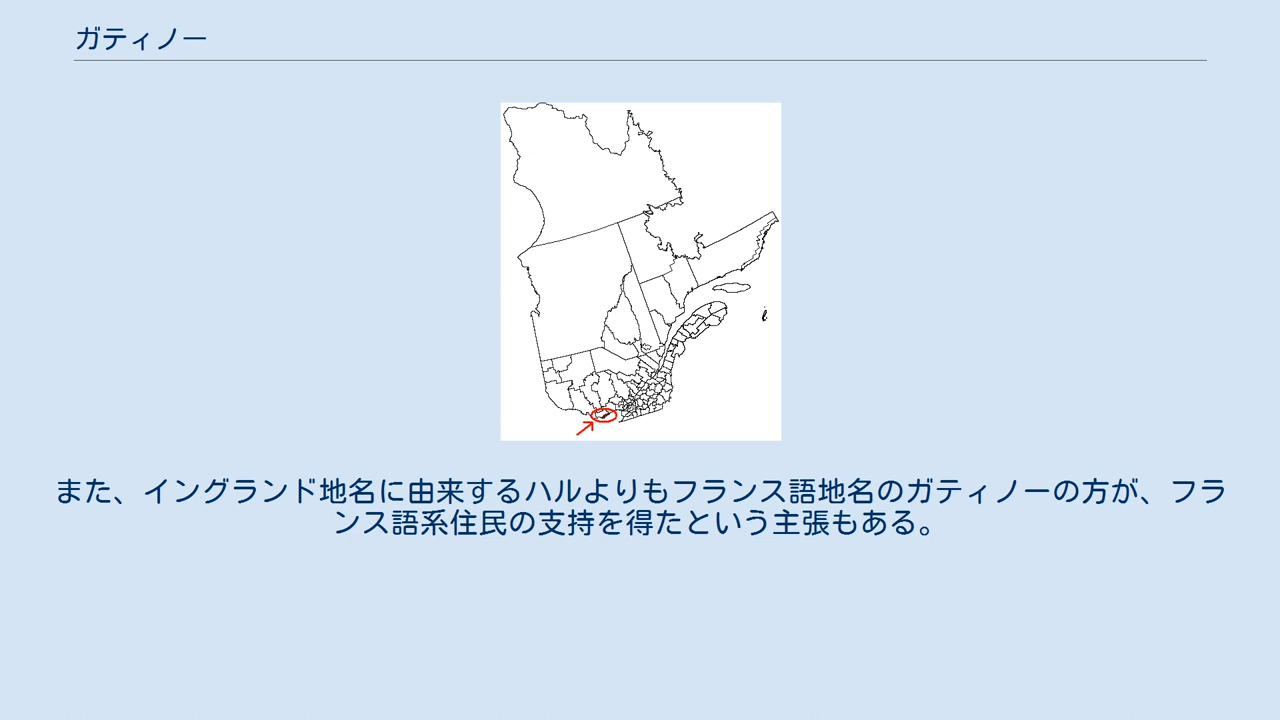 ガティノー
また、イングランド地名に由来するハルよりもフランス語地名のガティノーの方が、フラ
ンス語系住民の支持を得たという主張もある。